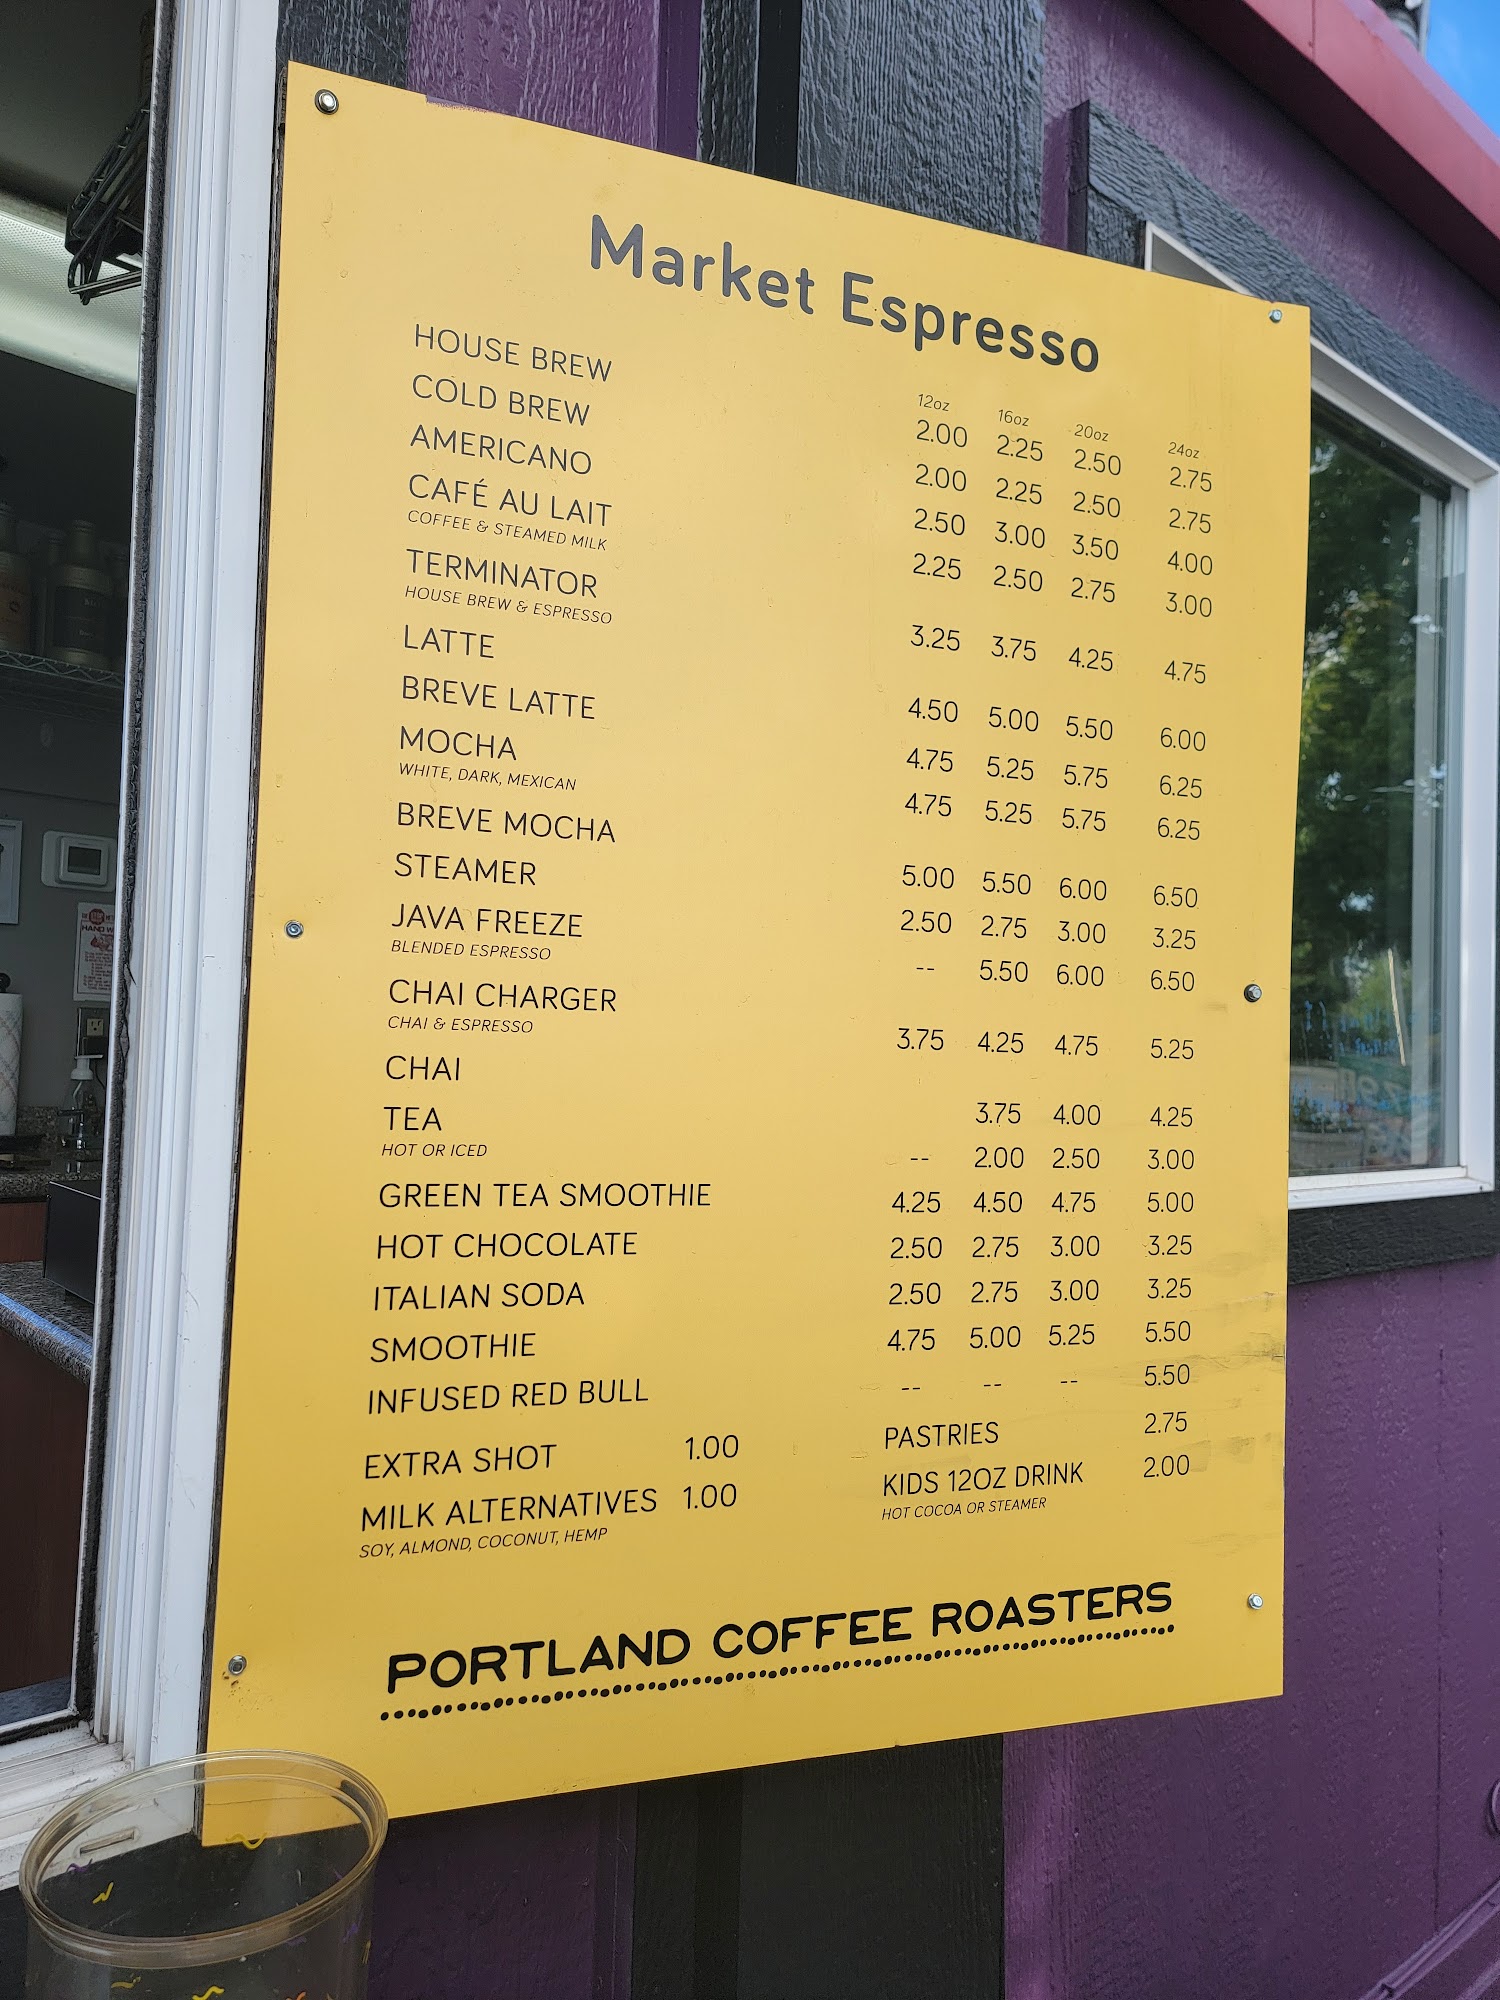 Market Espresso
12oz 16oz 20oz 24oz
HOUSE BREW 2.00 2.25 2.50 2.75
COLD BREW 2.00 2.25 2.50 2.75
AMERICANO 2.50 3.00 3.50 4.00
CAFÉ AU LAIT 2.25 2.50 2.75 3.00
COFFEE & STEAMED MILK
TERMINATOR 3.25 3.75 4.25 4.75
HOUSE BREW & ESPRESSO
LATTE 4.50 5.00 5.50 6.00
BREVE LATTE 4.75 5.25 5.75 6.25
MOCHA 4.75 5.25 5.75 6.25
WHITE, DARK, MEXICAN
BREVE MOCHA 5.00 5.50 6.00 6.50
STEAMER 2.50 2.75 3.00 3.25
JAVA FREEZE -- 5.50 6.00 6.50
BLENDED ESPRESSO
CHAI CHARGER 3.75 4.25 4.75 5.25
CHAI & ESPRESSO
CHAI 3.75 4.00 4.25
TEA -- 2.00 2.50 3.00
HOT OR ICED
GREEN TEA SMOOTHIE 4.25 4.50 4.75 5.00
HOT CHOCOLATE 2.50 2.75 3.00 3.25
ITALIAN SODA 2.50 2.75 3.00 3.25
SMOOTHIE 4.75 5.00 5.25 5.50
INFUSED RED BULL -- -- -- 5.50
EXTRA SHOT 1.00
MILK ALTERNATIVES 1.00
SOY, ALMOND, COCONUT, HEMP
PASTRIES 2.75
KIDS 12OZ DRINK 2.00
HOT COCOA OR STEAMER
PORTLAND COFFEE ROASTERS